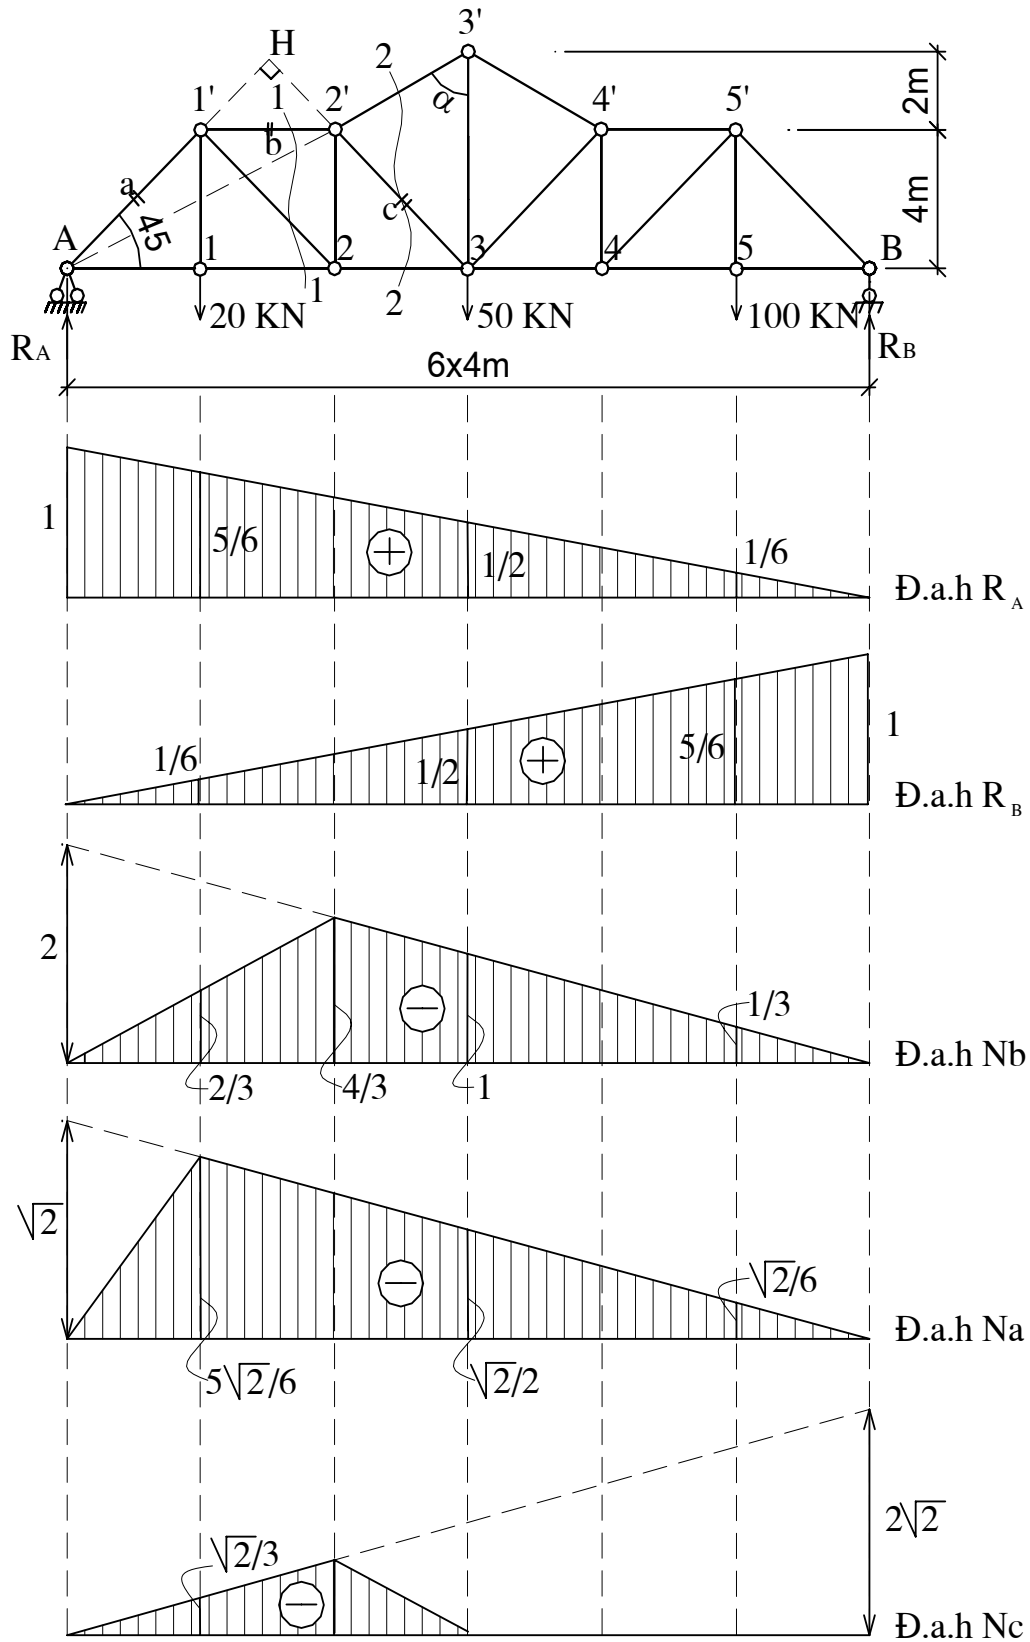 3'
H
2
2m
1'
1
2'
α
4'
5'
b
a
c
4m
45
A
1
2
3
4
5
B
1
2
20 KN
50 KN
100 KN
RA
RB
6x4m
1
5/6
1/2
1/6
Đ.a.h RA
1/6
1/2
5/6
1
Đ.a.h RB
2
1/3
2/3
4/3
1
Đ.a.h Nb
√2
√2/6
5√2/6
√2/2
Đ.a.h Na
√2/3
2√2
Đ.a.h Nc